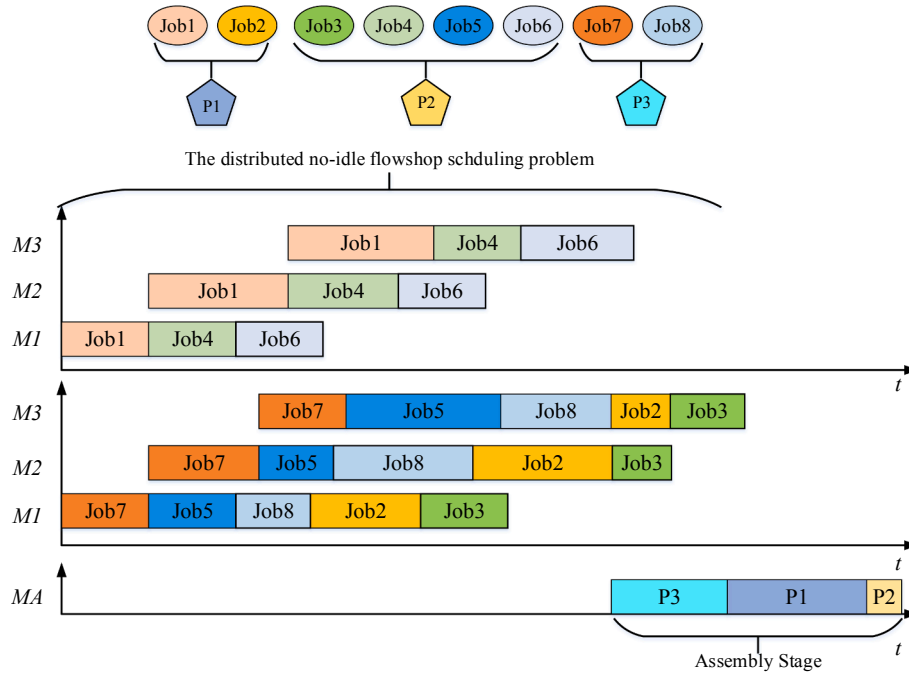 Job1 Job2 Job3 Job4 Job5 Job6 Job7 Job8
P1 P2 P3
The distributed no-idle flowshop schduling problem
M3 Job1 Job4 Job6
M2 Job1 Job4 Job6
M1 Job1 Job4 Job6
t
M3 Job7 Job5 Job8 Job2 Job3
M2 Job7 Job5 Job8 Job2 Job3
M1 Job7 Job5 Job8 Job2 Job3
t
MA P3 P1 P2
t
Assembly Stage